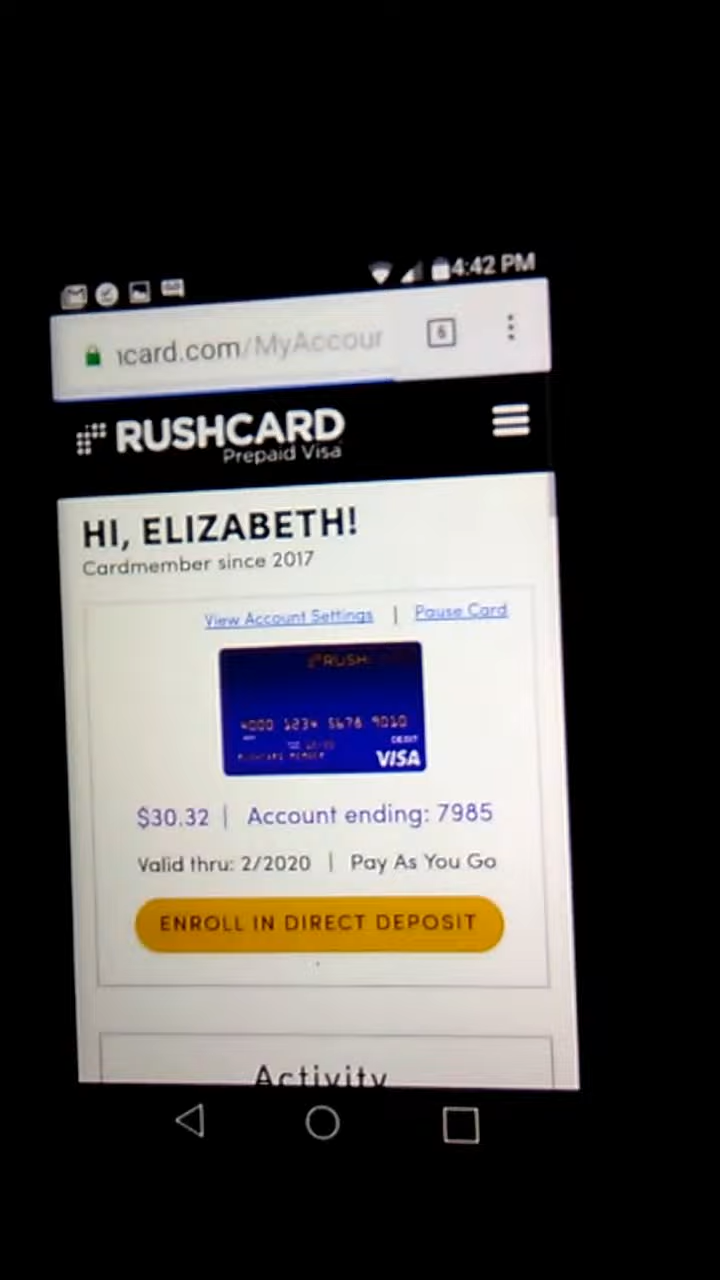 4:42 PM
card.com/MyAccour
6
RUSHCARD
Prepaid Visa
HI, ELIZABETH!
Cardmember since 2017
View Account Settings | Pause Card
RUSH
4000 1234 5678 9010
DEBIT
VISA
$30.32 | Account ending: 7985
Valid thru: 2/2020 | Pay As You Go
ENROLL IN DIRECT DEPOSIT
Activity